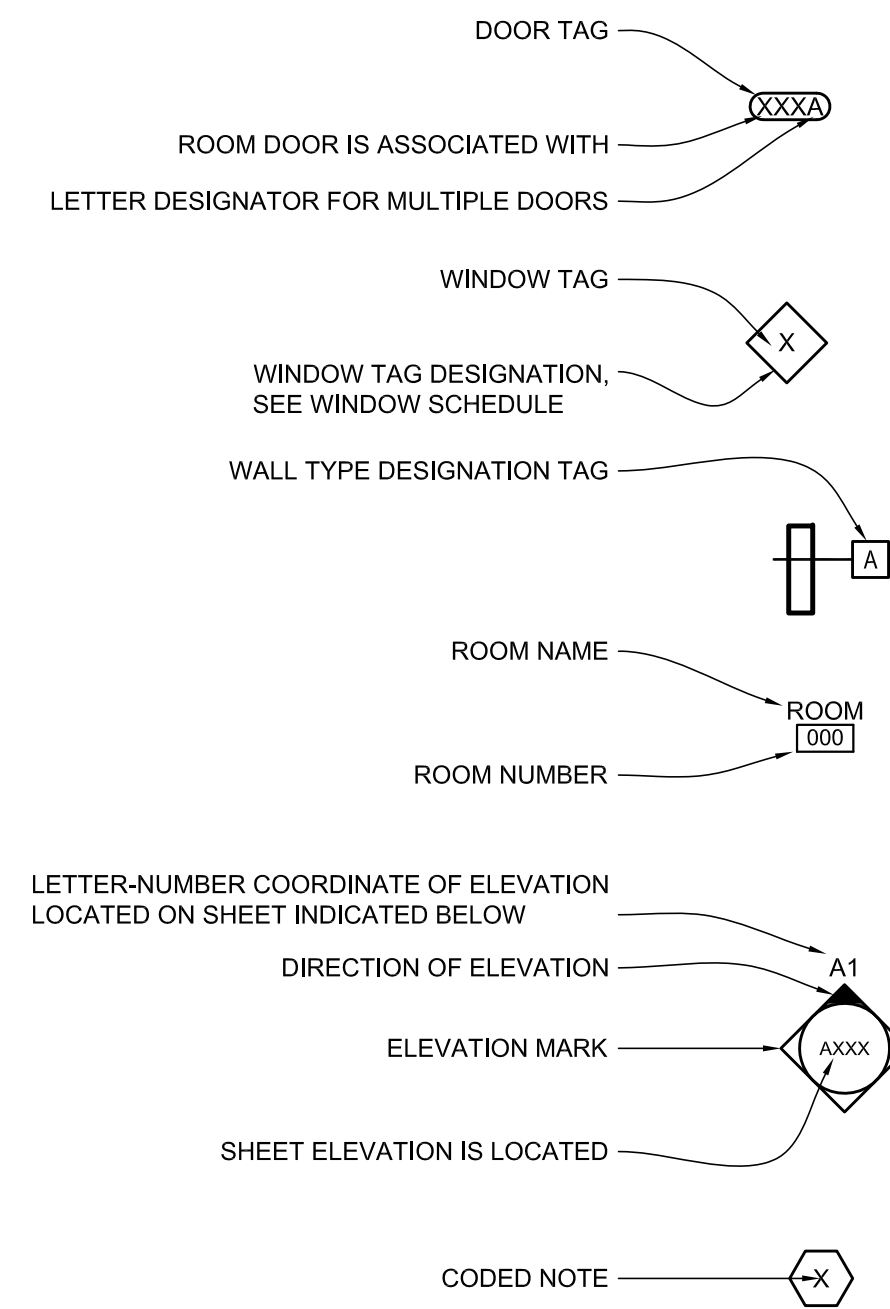 DOOR TAG
XXXA
ROOM DOOR IS ASSOCIATED WITH
LETTER DESIGNATOR FOR MULTIPLE DOORS
WINDOW TAG
X
WINDOW TAG DESIGNATION,
SEE WINDOW SCHEDULE
WALL TYPE DESIGNATION TAG
A
ROOM NAME
ROOM
000
ROOM NUMBER
LETTER-NUMBER COORDINATE OF ELEVATION
LOCATED ON SHEET INDICATED BELOW
A1
DIRECTION OF ELEVATION
ELEVATION MARK
AXXX
SHEET ELEVATION IS LOCATED
CODED NOTE
X